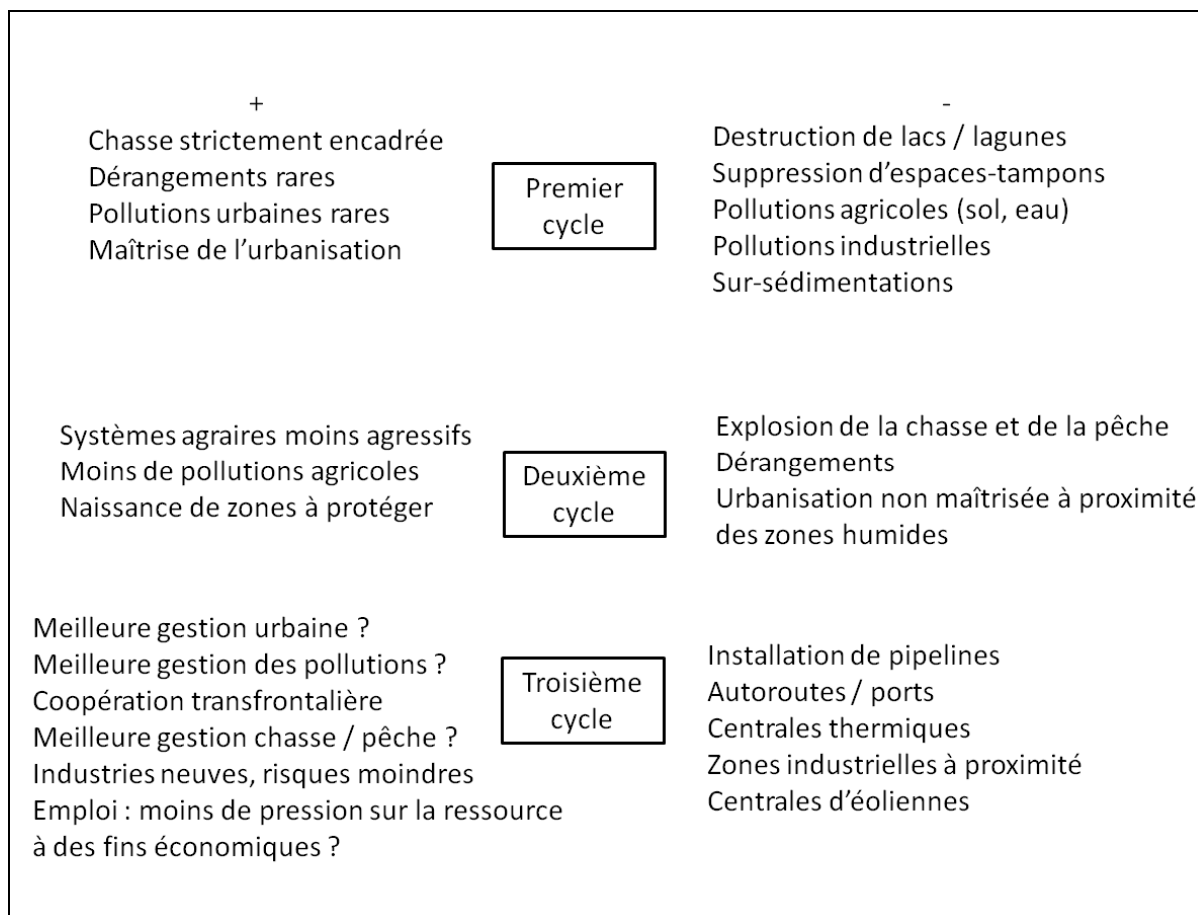 +
Chasse strictement encadrée
Dérangements rares
Pollutions urbaines rares
Maîtrise de l’urbanisation
Premier
cycle
-
Destruction de lacs / lagunes
Suppression d’espaces-tampons
Pollutions agricoles (sol, eau)
Pollutions industrielles
Sur-sédimentations
Systèmes agraires moins agressifs
Moins de pollutions agricoles
Naissance de zones à protéger
Deuxième
cycle
Explosion de la chasse et de la pêche
Dérangements
Urbanisation non maîtrisée à proximité
des zones humides
Meilleure gestion urbaine ?
Meilleure gestion des pollutions ?
Coopération transfrontalière
Meilleure gestion chasse / pêche ?
Industries neuves, risques moindres
Emploi : moins de pression sur la ressource
à des fins économiques ?
Troisième
cycle
Installation de pipelines
Autoroutes / ports
Centrales thermiques
Zones industrielles à proximité
Centrales d’éoliennes